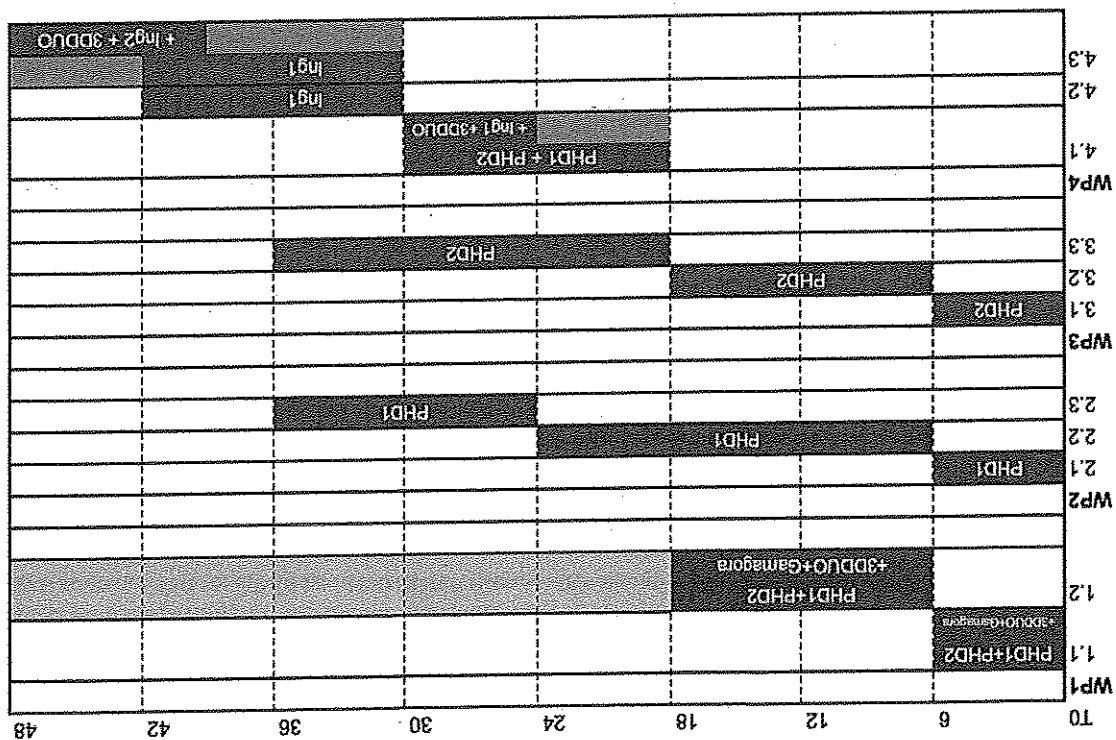 T0 6 12 18 24 30 36 42 48
WP1
1.1 PHD1+PHD2
+3DDUO+Gamagora
1.2 PHD1+PHD2
+3DDUO+Gamagora
WP2
2.1 PHD1
2.2 PHD1
2.3 PHD1
WP3
3.1 PHD2
3.2 PHD2
3.3 PHD2
WP4
4.1 PHD1 + PHD2
+ Ing1+3DDUO
4.2 Ing1
4.3 Ing1
+ Ing2 + 3DDUO